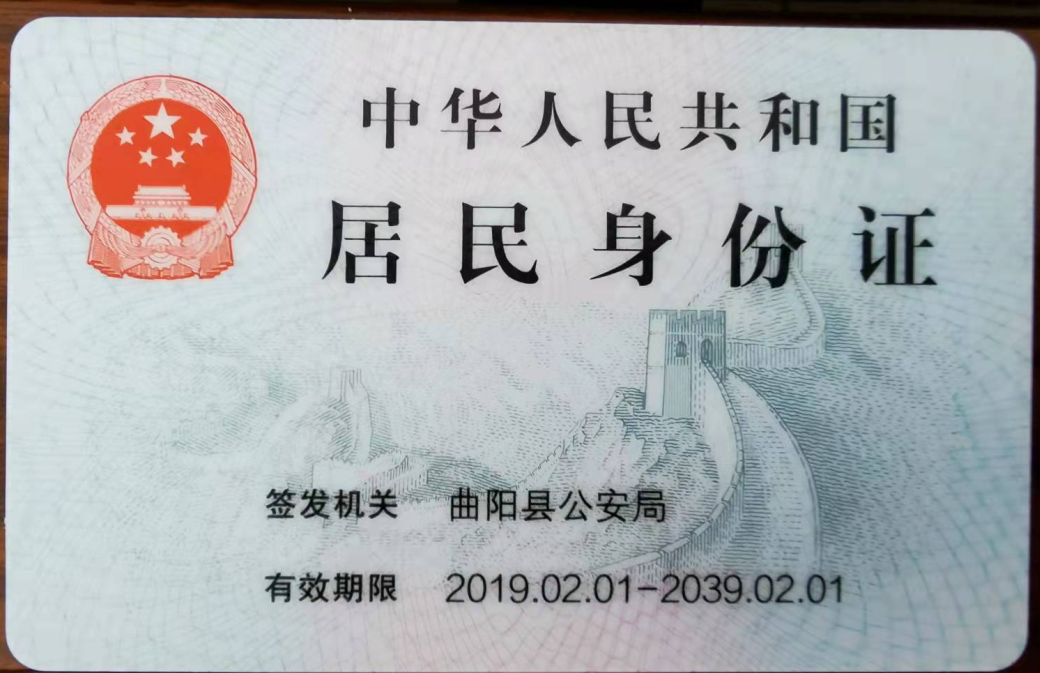 中华人民共和国
居民身份证
签发机关 曲阳县公安局
有效期限 2019.02.01-2039.02.01